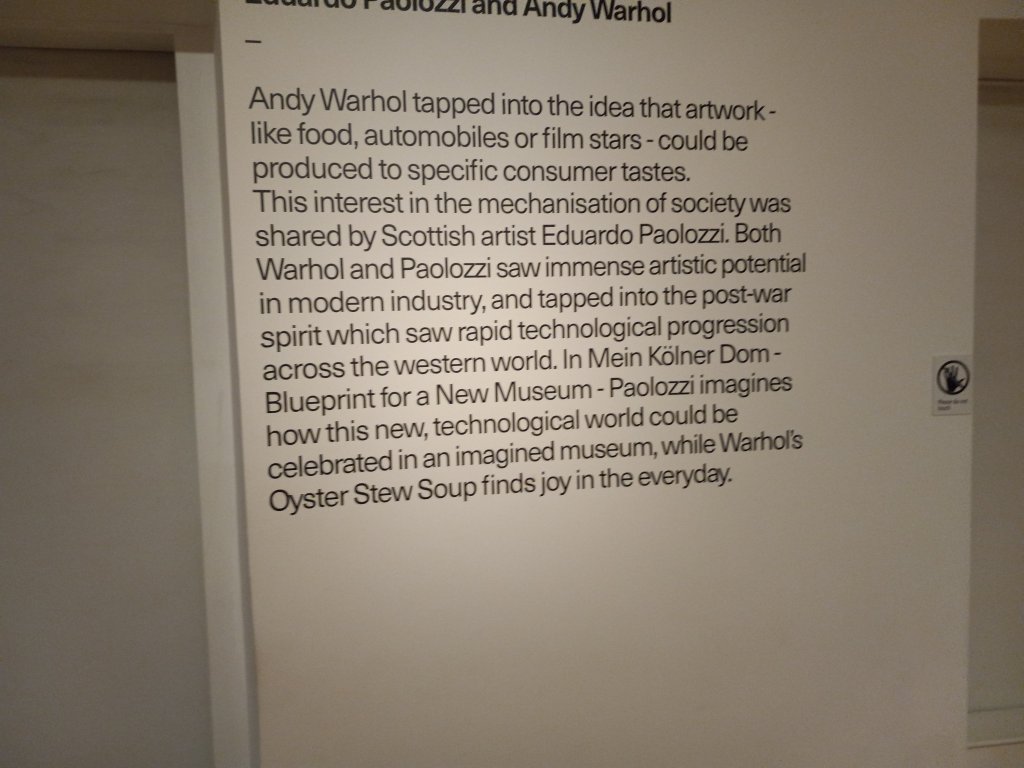 Eduardo Paolozzi and Andy Warhol
–
Andy Warhol tapped into the idea that artwork -
like food, automobiles or film stars - could be
produced to specific consumer tastes.
This interest in the mechanisation of society was
shared by Scottish artist Eduardo Paolozzi. Both
Warhol and Paolozzi saw immense artistic potential
in modern industry, and tapped into the post-war
spirit which saw rapid technological progression
across the western world. In Mein Kölner Dom -
Blueprint for a New Museum - Paolozzi imagines
how this new, technological world could be
celebrated in an imagined museum, while Warhol's
Oyster Stew Soup finds joy in the everyday.
Please do not
touch